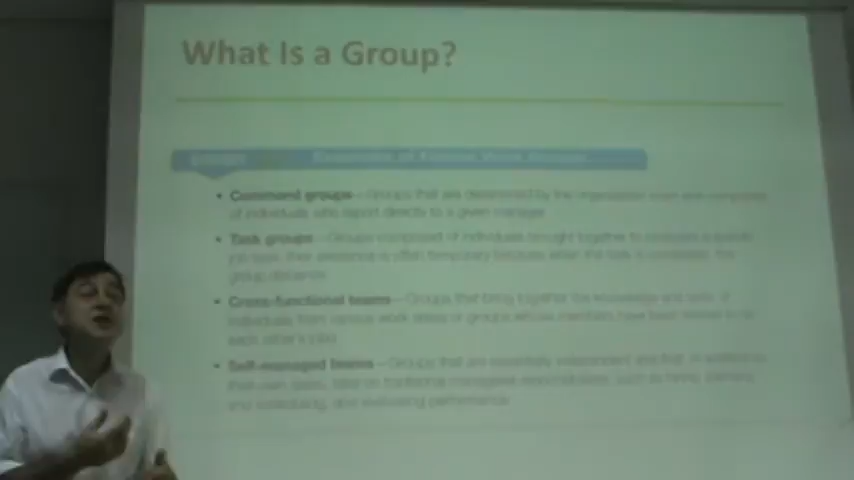 What Is a Group?
• Command groups—Groups that are determined by the organization chart and composed
of individuals who report directly to a given manager
• Task groups—Groups composed of individuals brought together to complete a specific
job task; their existence is often temporary because when the task is completed, the
group disbands
• Cross-functional teams—Groups that bring together the knowledge and skills of
individuals from various work areas or groups whose members have been trained to do
each other's jobs
• Self-managed teams—Groups that are essentially independent and that, in addition to
their own tasks, take on traditional managerial responsibilities, such as hiring, planning
and scheduling, and evaluating performance